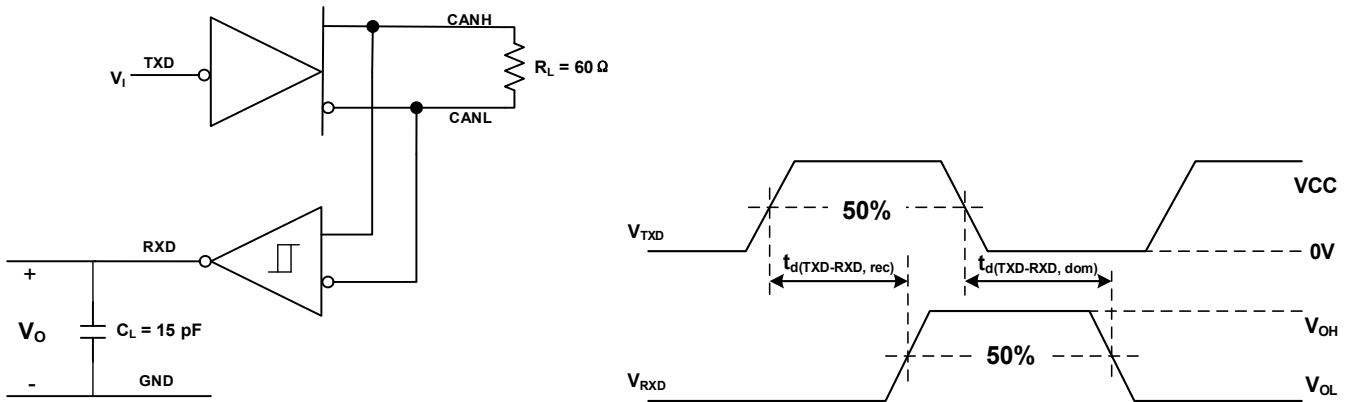 CANH
TXD
V_I
R_L = 60 Ω
CANL
RXD
+
V_O
C_L = 15 pF
-
GND
VCC
50%
V_TXD
0V
t_d(TXD-RXD, rec)
t_d(TXD-RXD, dom)
V_OH
50%
V_RXD
V_OL